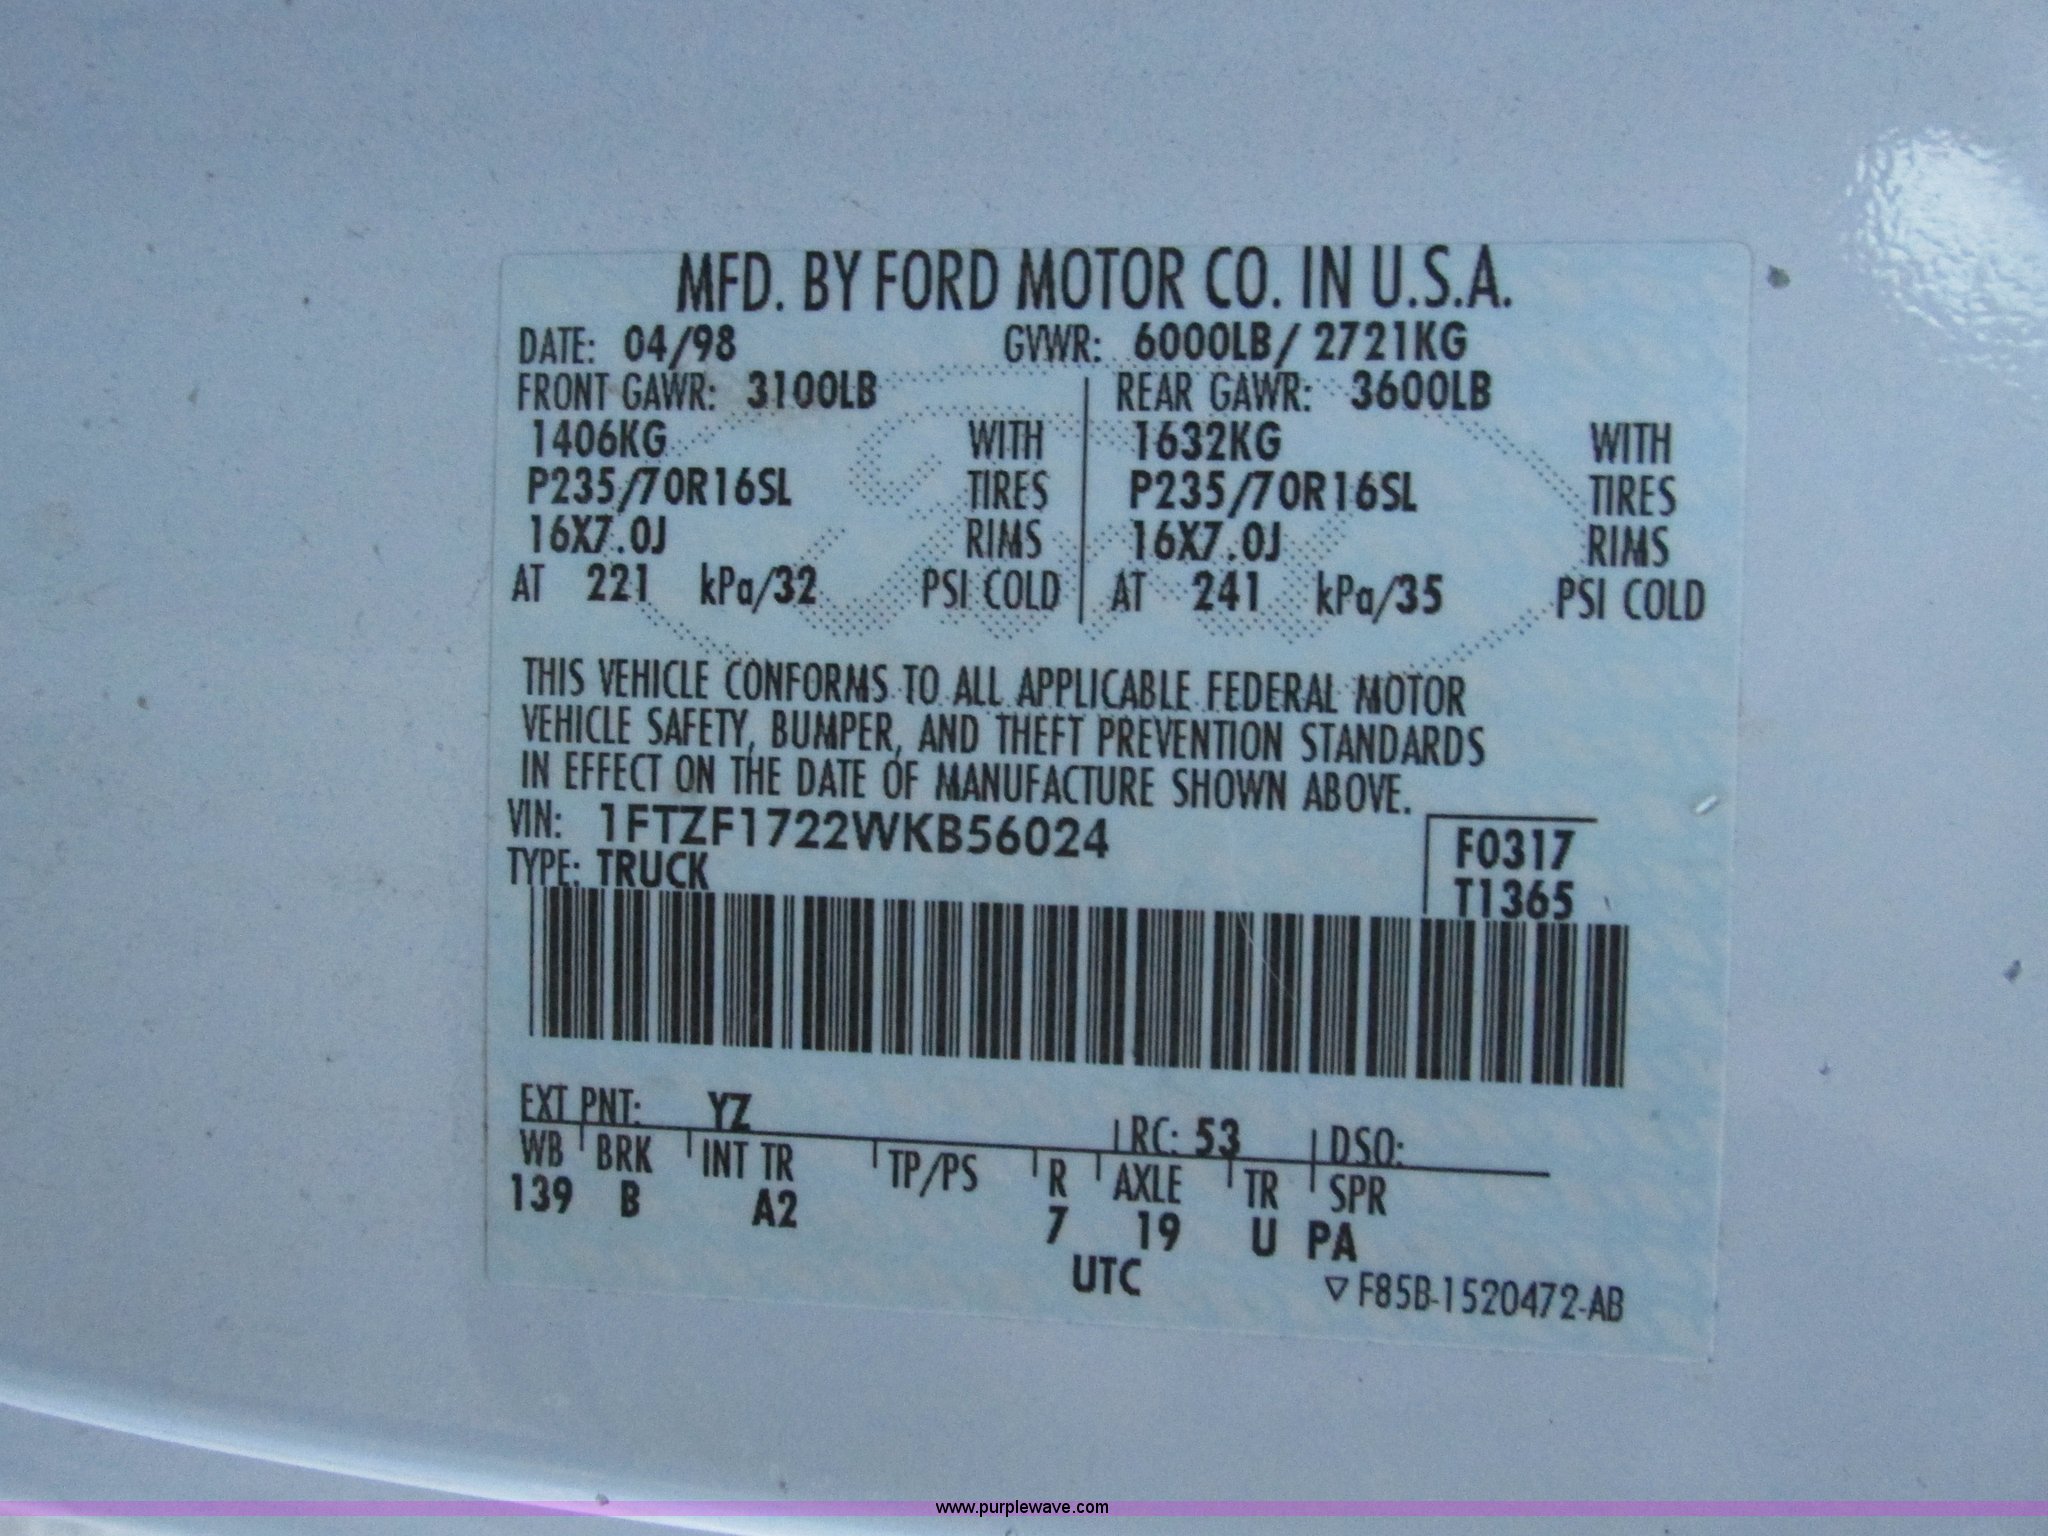 MFD. BY FORD MOTOR CO. IN U.S.A.
DATE: 04/98 GVWR: 6000LB/ 2721KG
FRONT GAWR: 3100LB REAR GAWR: 3600LB
1406KG WITH 1632KG WITH
P235/70R16SL TIRES P235/70R16SL TIRES
16X7.0J RIMS 16X7.0J RIMS
AT 221 kPa/32 PSI COLD AT 241 kPa/35 PSI COLD
THIS VEHICLE CONFORMS TO ALL APPLICABLE FEDERAL MOTOR
VEHICLE SAFETY, BUMPER, AND THEFT PREVENTION STANDARDS
IN EFFECT ON THE DATE OF MANUFACTURE SHOWN ABOVE.
VIN: 1FTZF1722WKB56024 F0317
TYPE: TRUCK T1365
EXT PNT: YZ RC: 53 DSO:
WB BRK INT TR TP/PS R AXLE TR SPR
139 B A2 7 19 U PA
UTC
▽ F85B-1520472-AB
www.purplewave.com